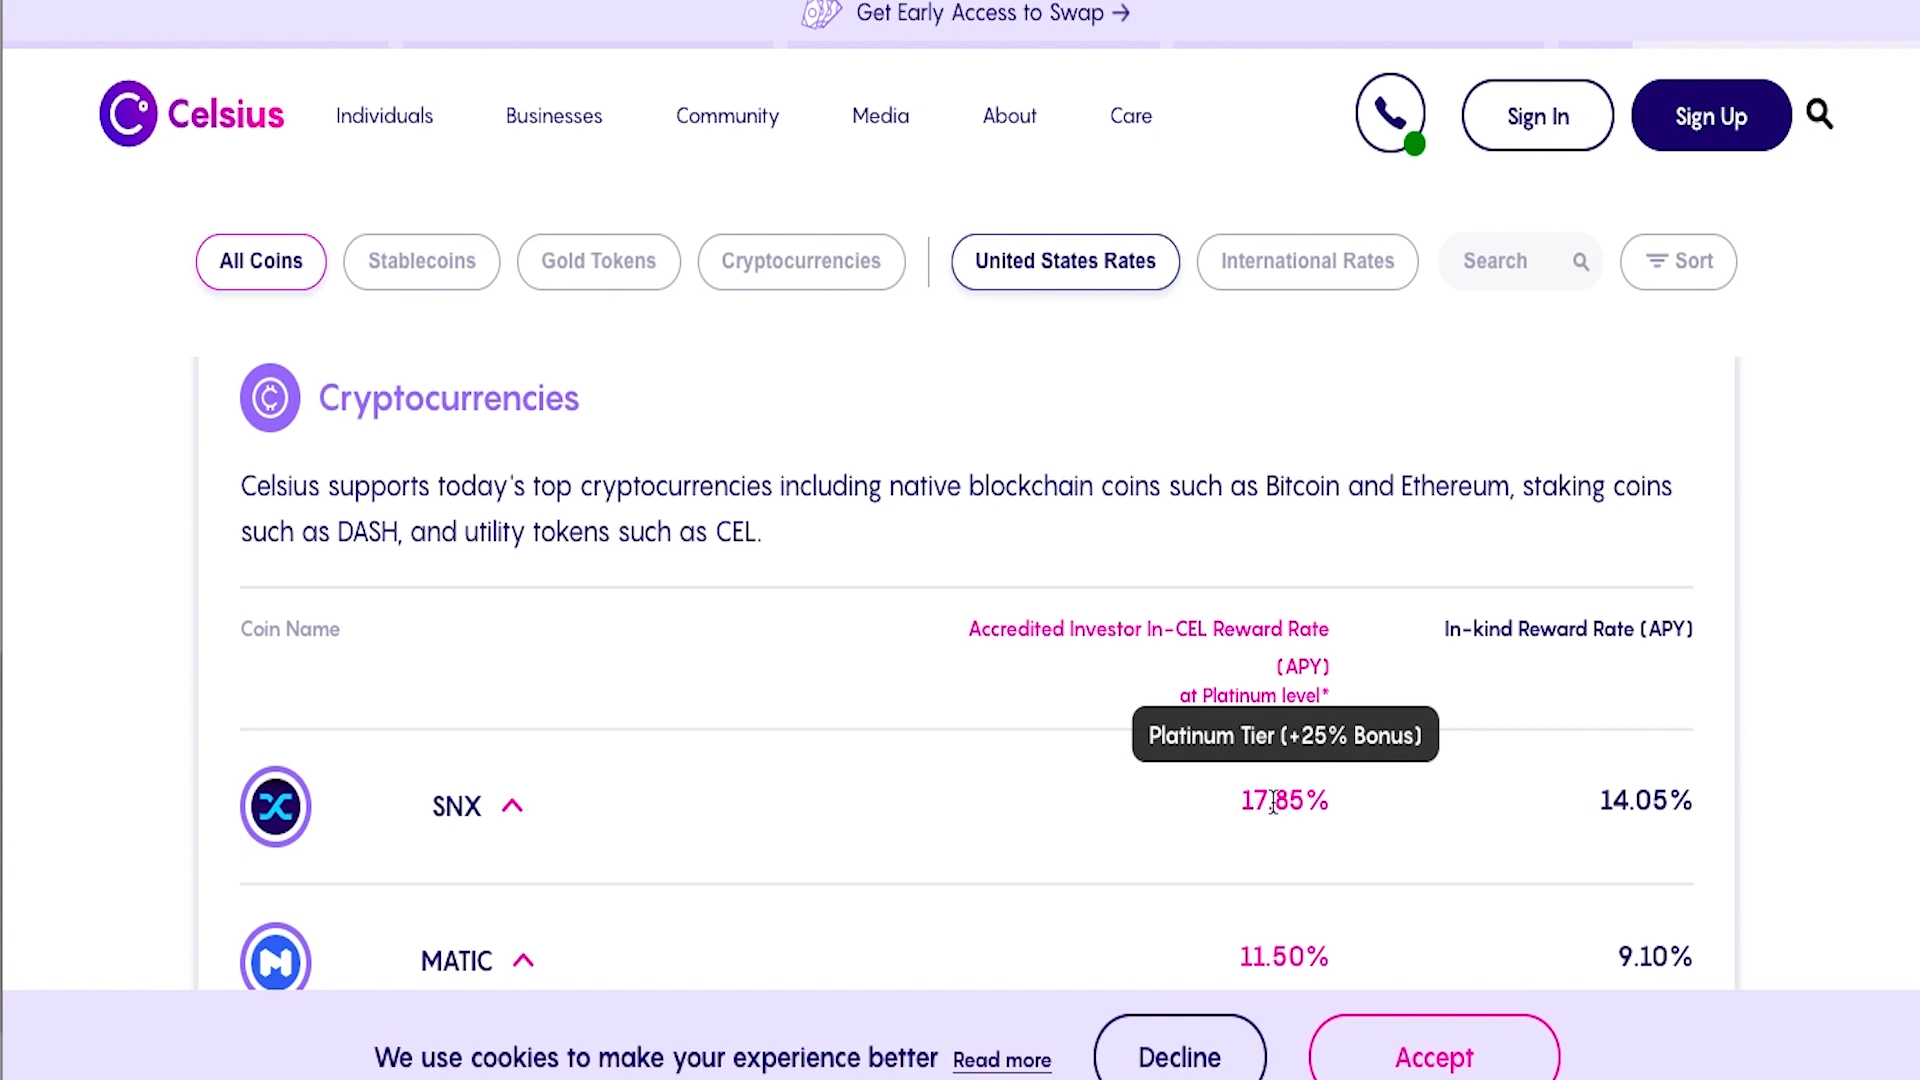 Get Early Access to Swap →
Celsius
Individuals
Businesses
Community
Media
About
Care
Sign In
Sign Up
All Coins
Stablecoins
Gold Tokens
Cryptocurrencies
United States Rates
International Rates
Search
Sort
Cryptocurrencies
Celsius supports today's top cryptocurrencies including native blockchain coins such as Bitcoin and Ethereum, staking coins
such as DASH, and utility tokens such as CEL.
Coin Name
Accredited Investor In-CEL Reward Rate
(APY)
at Platinum level*
In-kind Reward Rate (APY)
Platinum Tier (+25% Bonus)
SNX
17.85%
14.05%
MATIC
11.50%
9.10%
We use cookies to make your experience better Read more
Decline
Accept